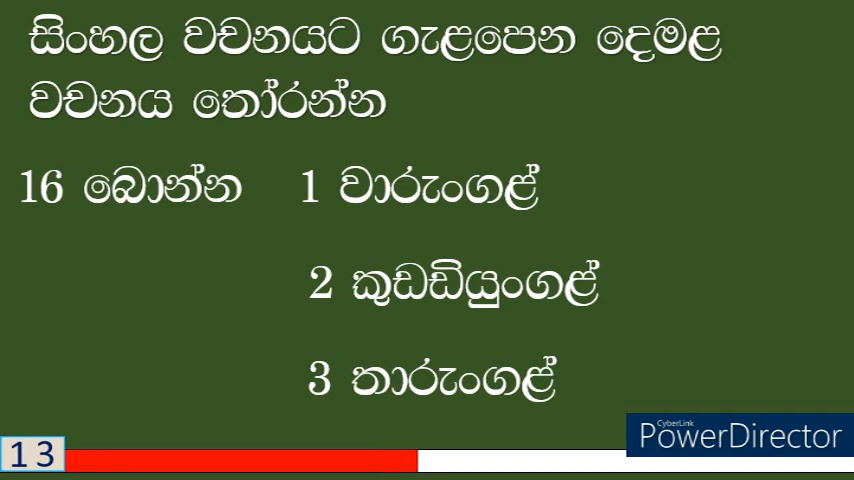 සිංහල වචනයට ගැළපෙන දෙමළ
වචනය තෝරන්න
16 බොන්න 1 වාරුංගළ්
2 කුඩඩියුංගළ්
3 තාරුංගළ්
13
CyberLink
PowerDirector